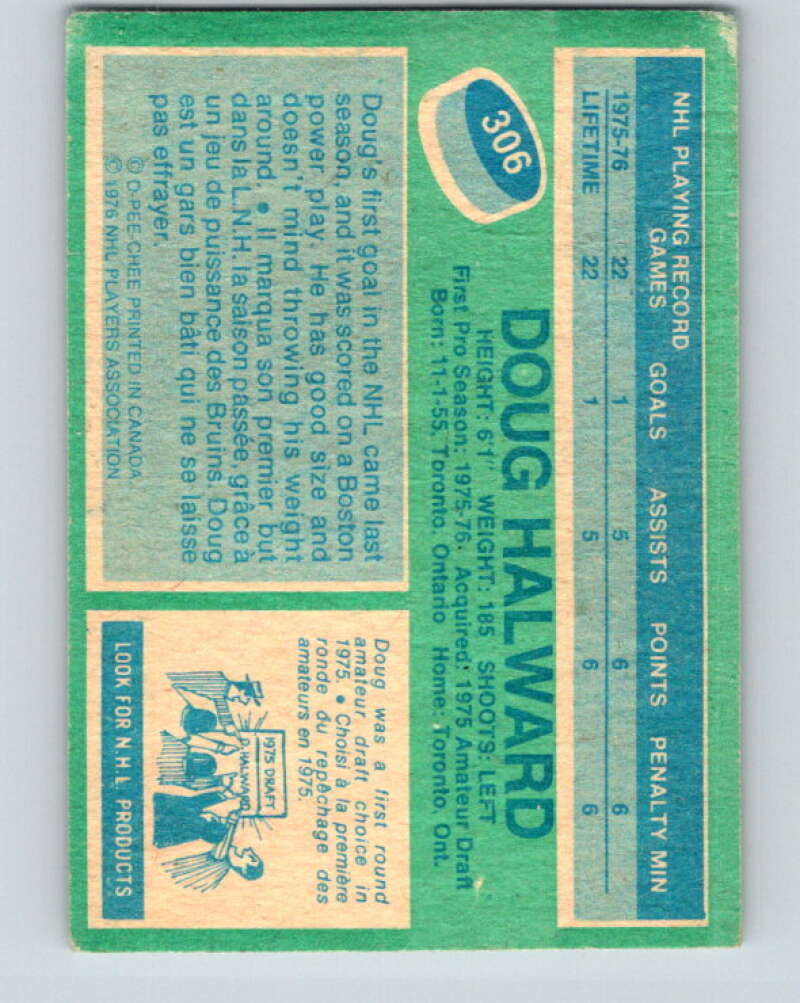 NHL PLAYING RECORD
GAMES GOALS ASSISTS POINTS PENALTY MIN
1975-76 22 1 5 6 6
LIFETIME 22 1 5 6 6
306
DOUG HALWARD
HEIGHT: 6'1' WEIGHT: 185 SHOOTS: LEFT
First Pro Season: 1975-76 Acquired: 1975 Amateur Draft
Born: 11-1-55, Toronto, Ontario Home: Toronto, Ont.
Doug's first goal in the NHL came last
season, and it was scored on a Boston
power play. He has good size and
doesn't mind throwing his weight
around. • Il marqua son premier but
dans la L.N.H. la saison passée, grâce à
un jeu de puissance des Bruins. Doug
est un gars bien bâti qui ne se laisse
pas effrayer.
© O-PEE-CHEE PRINTED IN CANADA
© 1976 NHL PLAYERS ASSOCIATION
Doug was a first round
amateur draft choice in
1975. • Choisi à la première
ronde du repêchage des
amateurs en 1975.
1975 DRAFT
D. HALWARD
LOOK FOR N.H.L. PRODUCTS